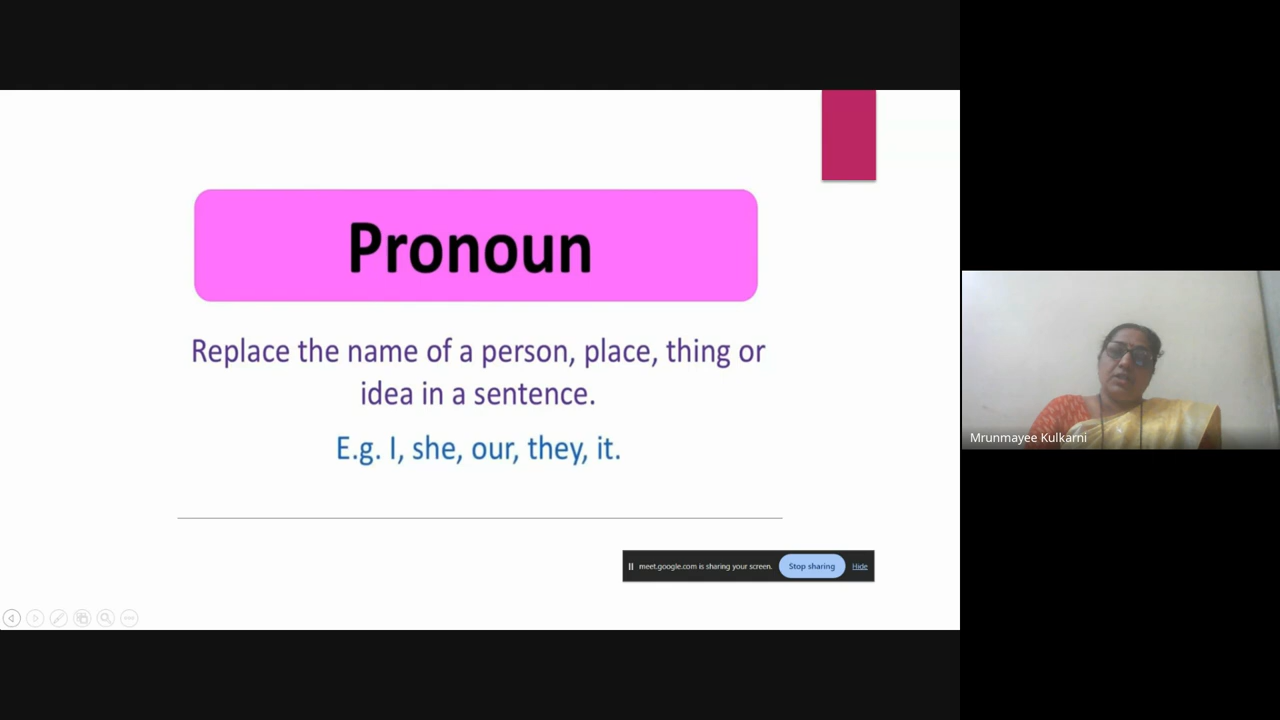 Pronoun
Replace the name of a person, place, thing or
idea in a sentence.
E.g. I, she, our, they, it.
meet.google.com is sharing your screen. Stop sharing Hide
Mrunmayee Kulkarni